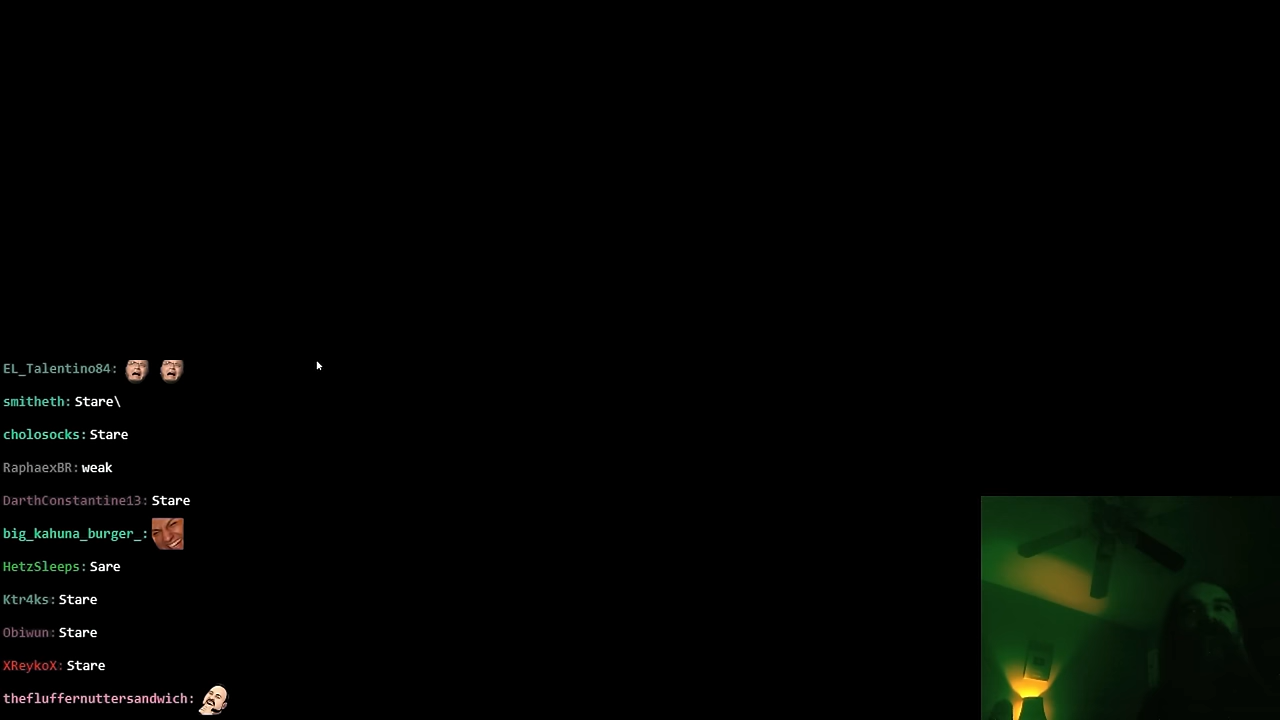 EL_Talentino84:
smitheth: Stare\
cholosocks: Stare
RaphaexBR: weak
DarthConstantine13: Stare
big_kahuna_burger_:
HetzSleeps: Sare
Ktr4ks: Stare
Obiwun: Stare
XReykoX: Stare
thefluffernuttersandwich: